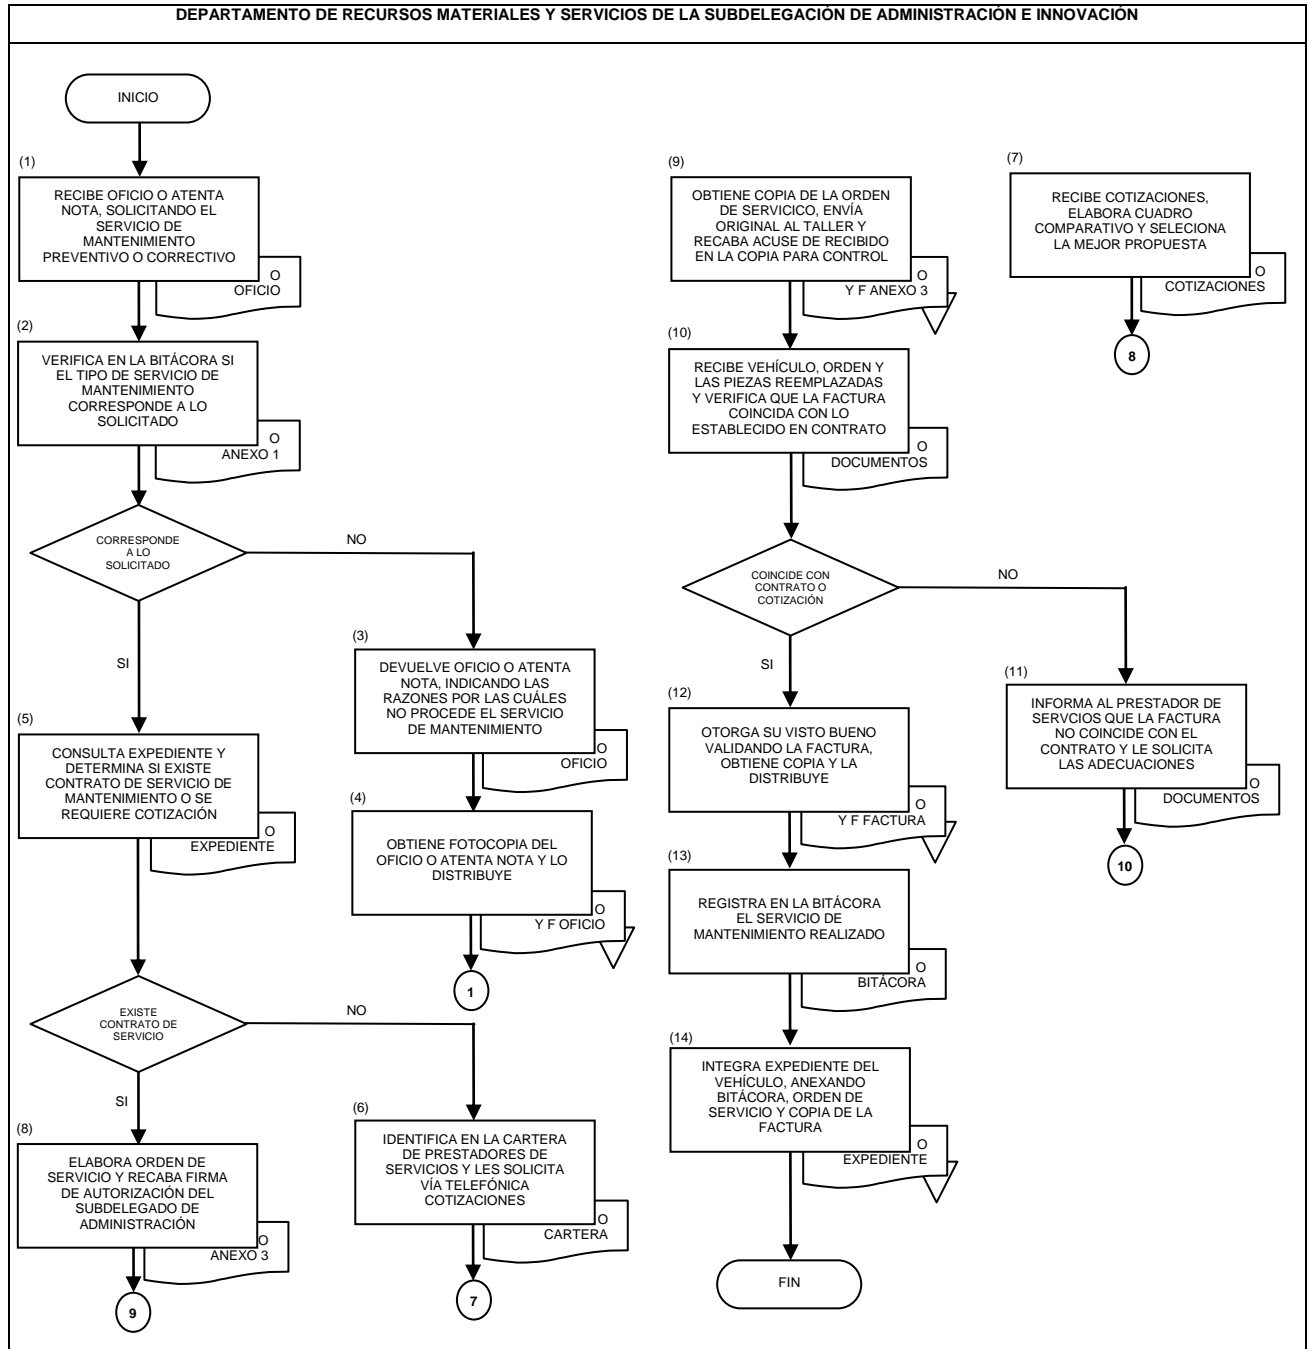 DEPARTAMENTO DE RECURSOS MATERIALES Y SERVICIOS DE LA SUBDELEGACIÓN DE ADMINISTRACIÓN E INNOVACIÓN
INICIO
(1)
RECIBE OFICIO O ATENTA
NOTA, SOLICITANDO EL
SERVICIO DE
MANTENIMIENTO
PREVENTIVO O CORRECTIVO
O
OFICIO
(2)
VERIFICA EN LA BITÁCORA SI
EL TIPO DE SERVICIO DE
MANTENIMIENTO
CORRESPONDE A LO
SOLICITADO
O
ANEXO 1
CORRESPONDE
A LO
SOLICITADO
NO
SI
(3)
DEVUELVE OFICIO O ATENTA
NOTA, INDICANDO LAS
RAZONES POR LAS CUÁLES
NO PROCEDE EL SERVICIO
DE MANTENIMIENTO
O
OFICIO
(4)
OBTIENE FOTOCOPIA DEL
OFICIO O ATENTA NOTA Y LO
DISTRIBUYE
O
Y F OFICIO
1
(5)
CONSULTA EXPEDIENTE Y
DETERMINA SI EXISTE
CONTRATO DE SERVICIO DE
MANTENIMIENTO O SE
REQUIERE COTIZACIÓN
O
EXPEDIENTE
EXISTE
CONTRATO DE
SERVICIO
NO
SI
(6)
IDENTIFICA EN LA CARTERA
DE PRESTADORES DE
SERVICIOS Y LES SOLICITA
VÍA TELEFÓNICA
COTIZACIONES
O
CARTERA
7
(8)
ELABORA ORDEN DE
SERVICIO Y RECABA FIRMA
DE AUTORIZACIÓN DEL
SUBDELEGADO DE
ADMINISTRACIÓN
O
ANEXO 3
9
(9)
OBTIENE COPIA DE LA ORDEN
DE SERVICICO, ENVÍA
ORIGINAL AL TALLER Y
RECABA ACUSE DE RECIBIDO
EN LA COPIA PARA CONTROL
O
Y F ANEXO 3
(10)
RECIBE VEHÍCULO, ORDEN Y
LAS PIEZAS REEMPLAZADAS
Y VERIFICA QUE LA FACTURA
COINCIDA CON LO
ESTABLECIDO EN CONTRATO
O
DOCUMENTOS
COINCIDE CON
CONTRATO O
COTIZACIÓN
NO
SI
(12)
OTORGA SU VISTO BUENO
VALIDANDO LA FACTURA,
OBTIENE COPIA Y LA
DISTRIBUYE
O
Y F FACTURA
(13)
REGISTRA EN LA BITÁCORA
EL SERVICIO DE
MANTENIMIENTO REALIZADO
O
BITÁCORA
(14)
INTEGRA EXPEDIENTE DEL
VEHÍCULO, ANEXANDO
BITÁCORA, ORDEN DE
SERVICIO Y COPIA DE LA
FACTURA
O
EXPEDIENTE
FIN
(7)
RECIBE COTIZACIONES,
ELABORA CUADRO
COMPARATIVO Y SELECIONA
LA MEJOR PROPUESTA
O
COTIZACIONES
8
(11)
INFORMA AL PRESTADOR DE
SERVCIOS QUE LA FACTURA
NO COINCIDE CON EL
CONTRATO Y LE SOLICITA
LAS ADECUACIONES
O
DOCUMENTOS
10